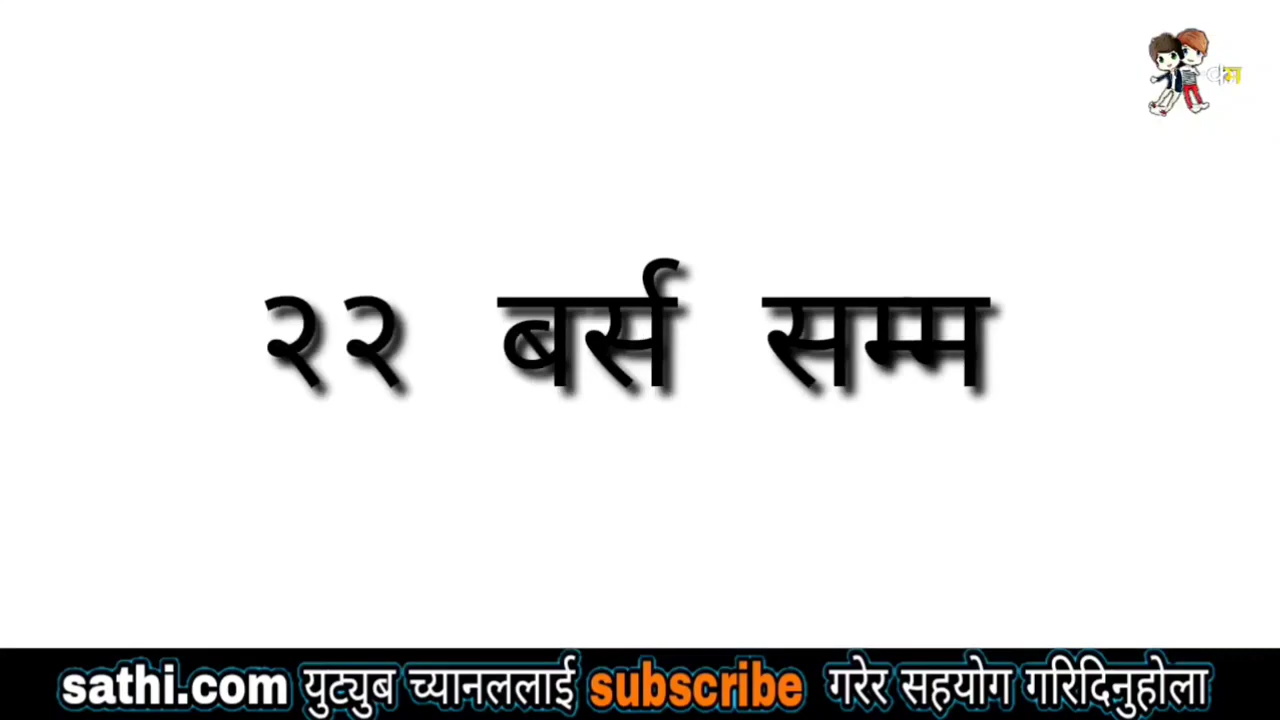 २२ बर्स सम्म
sathi.com युट्युब च्यानललाई subscribe गरेर सहयोग गरिदिनुहोला